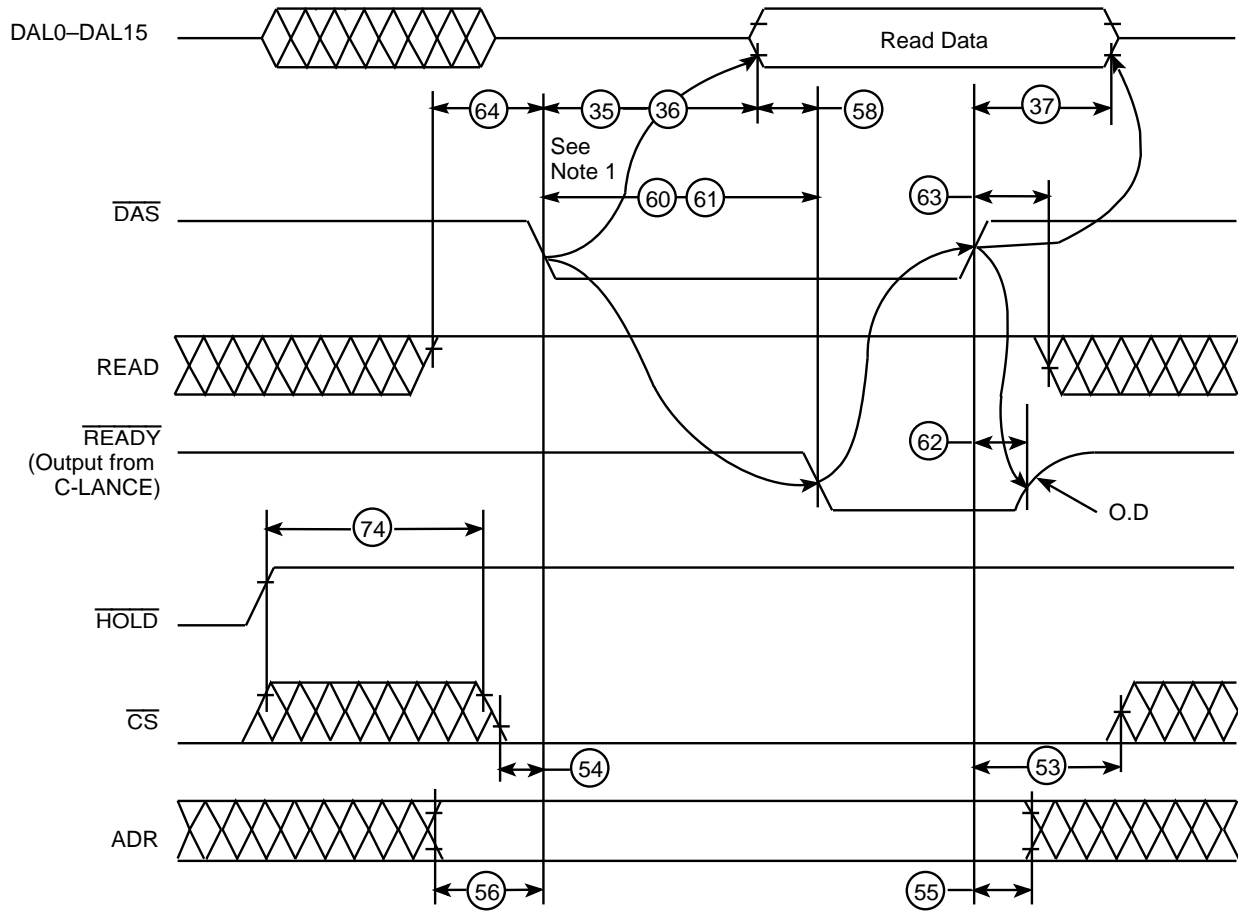 DAL0–DAL15
Read Data
64
35
36
58
37
See
Note 1
60
61
63
DAS
READ
READY
(Output from
C-LANCE)
62
O.D
74
HOLD
CS
54
53
ADR
56
55